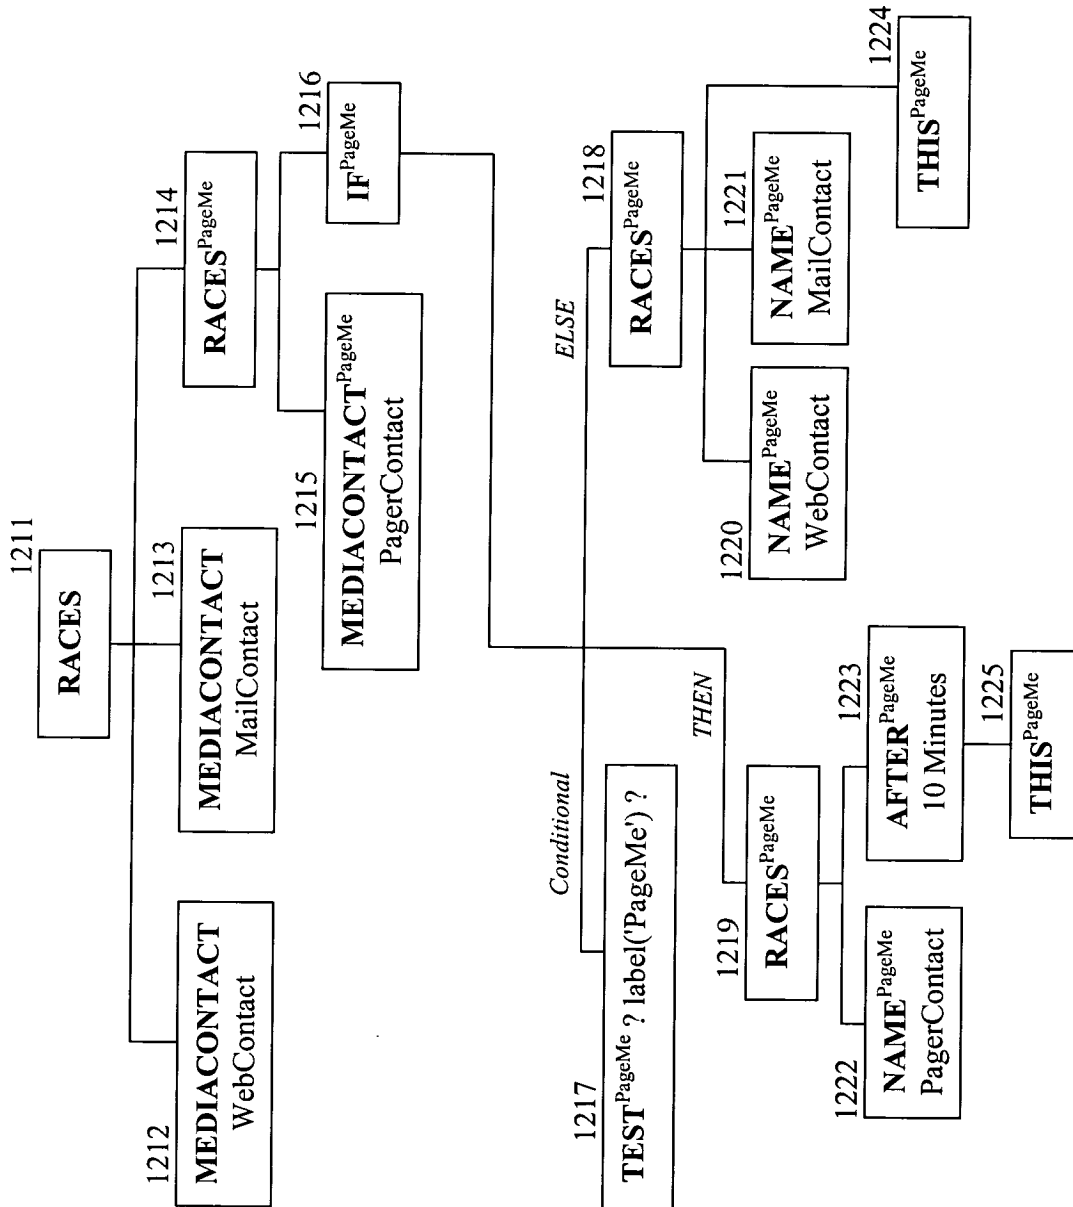 1211
RACES
1212
MEDIACONTACT
WebContact
1213
MEDIACONTACT
MailContact
1214
RACES^PageMe
1215
MEDIACONTACT^PageMe
PagerContact
1216
IF^PageMe
Conditional
THEN
ELSE
1217
TEST^PageMe ? label('PageMe') ?
1219
RACES^PageMe
1218
RACES^PageMe
1222
NAME^PageMe
PagerContact
1223
AFTER^PageMe
10 Minutes
1220
NAME^PageMe
WebContact
1221
NAME^PageMe
MailContact
1225
THIS^PageMe
1224
THIS^PageMe